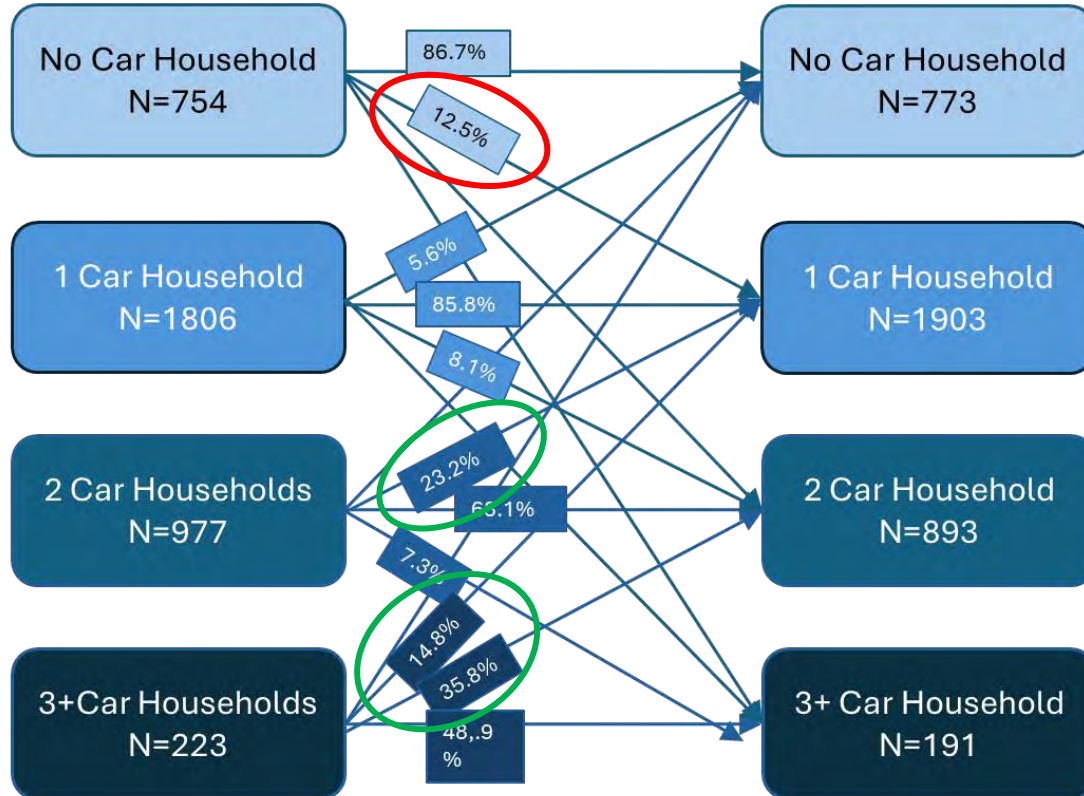 No Car Household
N=754
86.7%
12.5%
No Car Household
N=773
1 Car Household
N=1806
5.6%
85.8%
8.1%
1 Car Household
N=1903
2 Car Households
N=977
23.2%
7.3%
2 Car Household
N=893
3+Car Households
N=223
14.8%
35.8%
48,.9
%
3+ Car Household
N=191